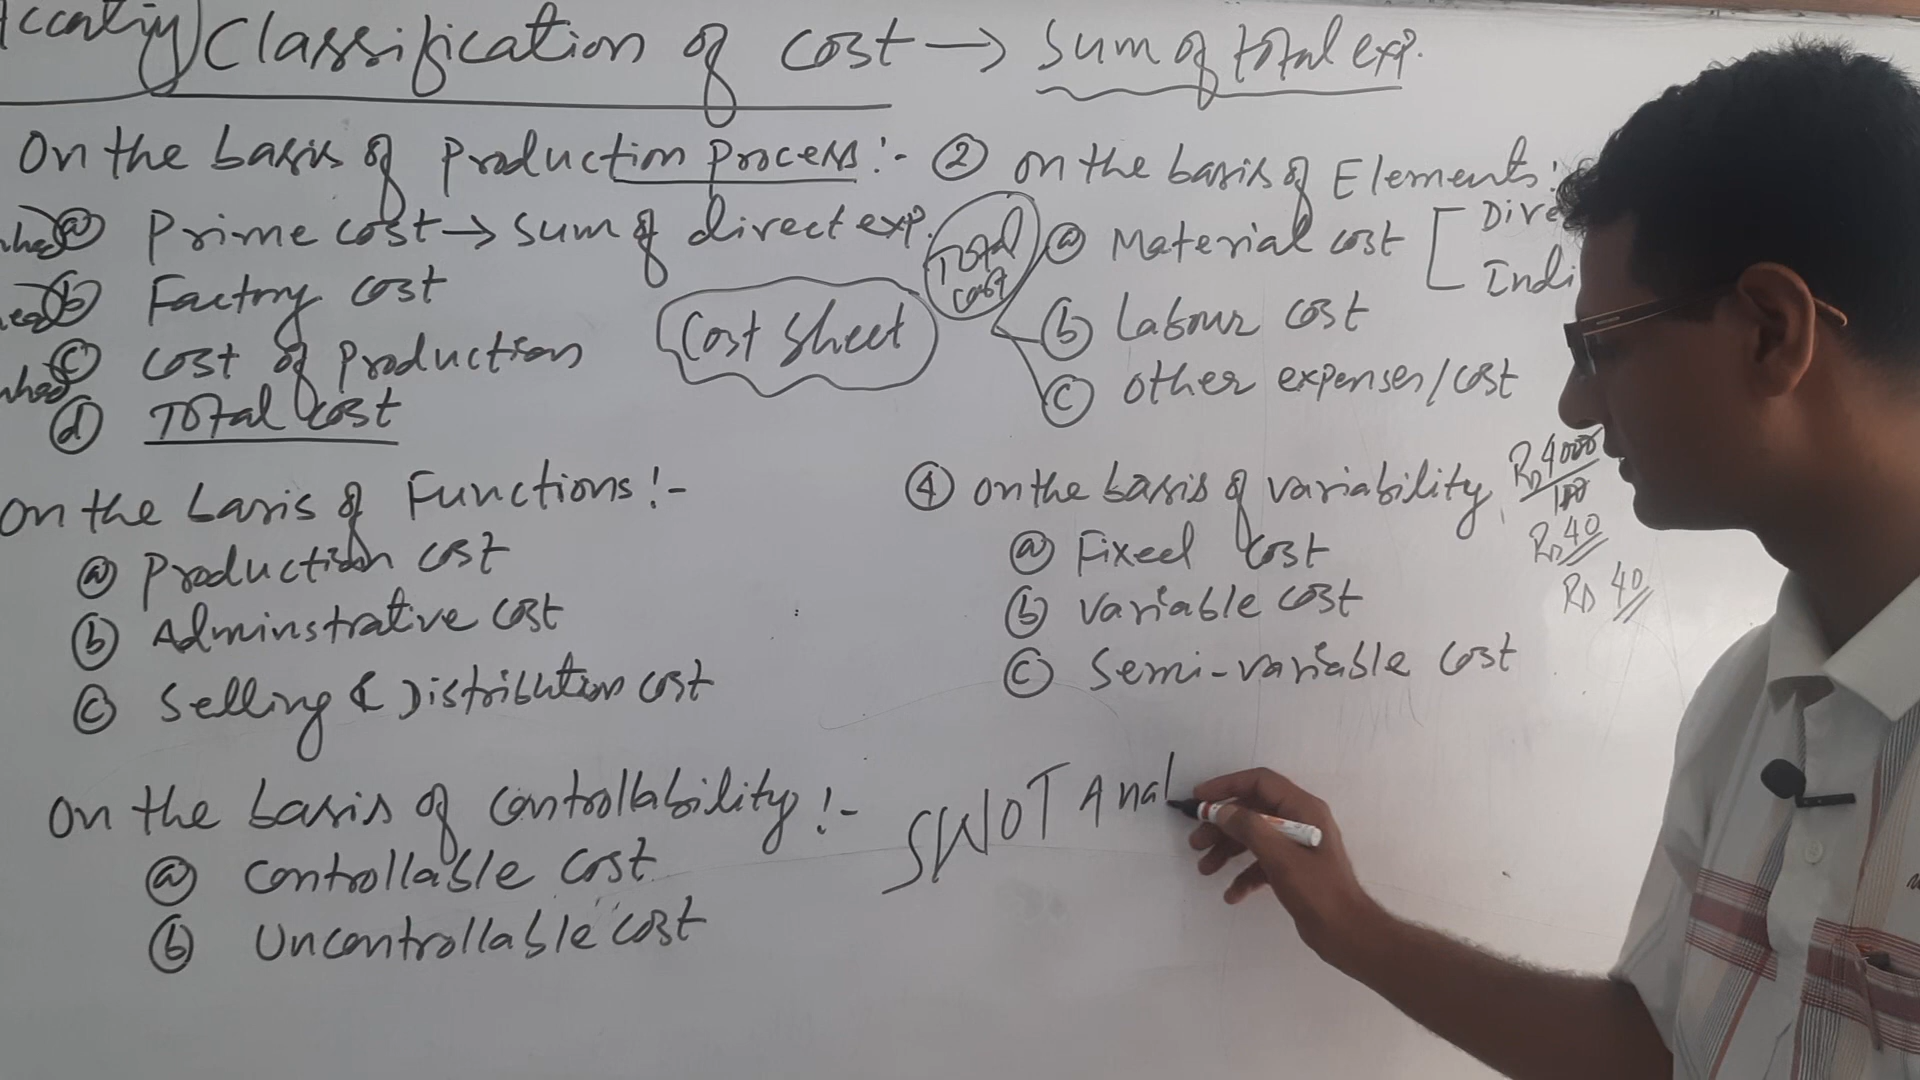 Classification of cost → sum of total exp.
On the basis of production process :-
ⓐ Prime cost → sum of direct exp.
ⓑ Factory cost
ⓒ cost of production
ⓓ Total cost
Cost Sheet
② on the basis of Elements :
Total cost
ⓐ Material cost [ Dire
Indi
ⓑ Labour cost
ⓒ other expenses/cost
On the basis of Functions :-
ⓐ Production cost
ⓑ Adminstrative cost
ⓒ Selling & Distribution cost
④ on the basis of variability
ⓐ Fixed cost
ⓑ Variable cost
ⓒ Semi-variable cost
Rs 4000
100
Rs 40
Rs 40
On the basis of controllability :-
ⓐ Controllable cost
ⓑ Uncontrollable cost
SWOT Anal